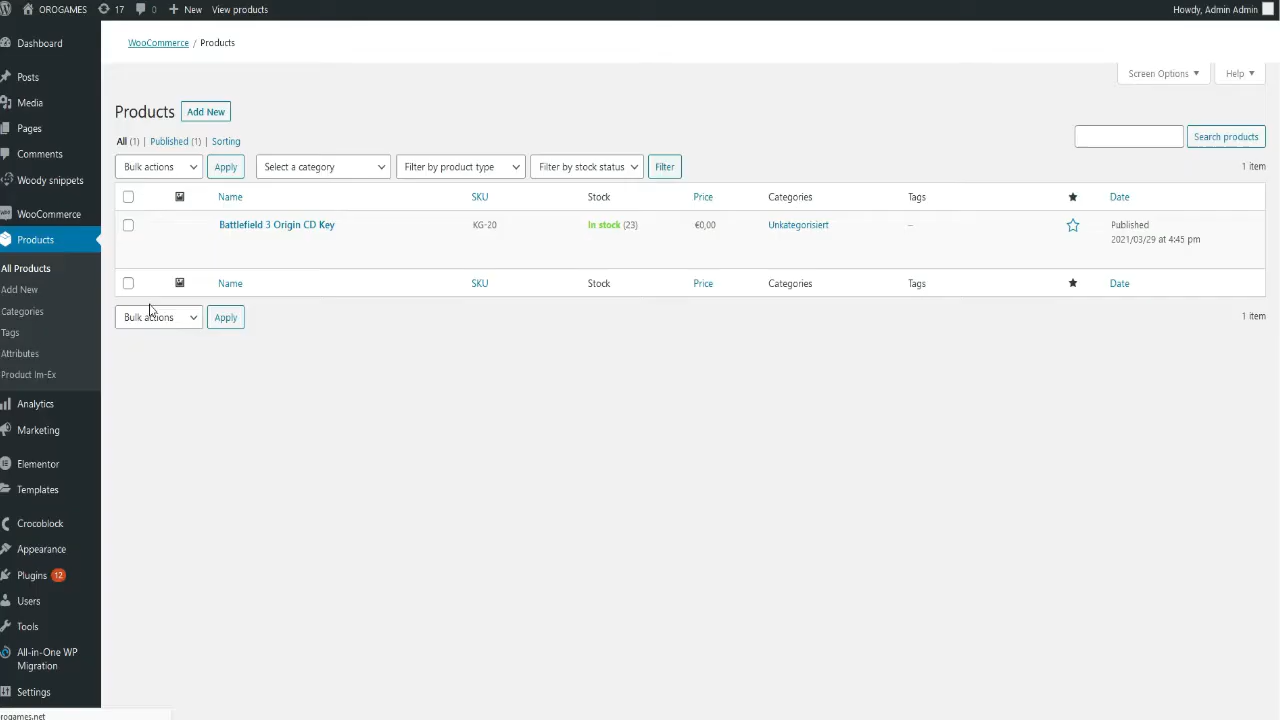 OROGAMES 17 0 New View products Howdy, Admin Admin
Dashboard
Posts
Media
Pages
Comments
Woody snippets
WooCommerce
Products
All Products
Add New
Categories
Tags
Attributes
Product Im-Ex
Analytics
Marketing
Elementor
Templates
Crocoblock
Appearance
Plugins 12
Users
Tools
All-in-One WP
Migration
Settings
rogames.net
WooCommerce / Products
Screen Options ▼ Help ▼
Products Add New
All (1) | Published (1) | Sorting
Search products
Bulk actions Apply Select a category Filter by product type Filter by stock status Filter 1 item
Name SKU Stock Price Categories Tags Date
Battlefield 3 Origin CD Key KG-20 In stock (23) €0,00 Unkategorisiert – Published
2021/03/29 at 4:45 pm
Name SKU Stock Price Categories Tags Date
Bulk actions Apply 1 item